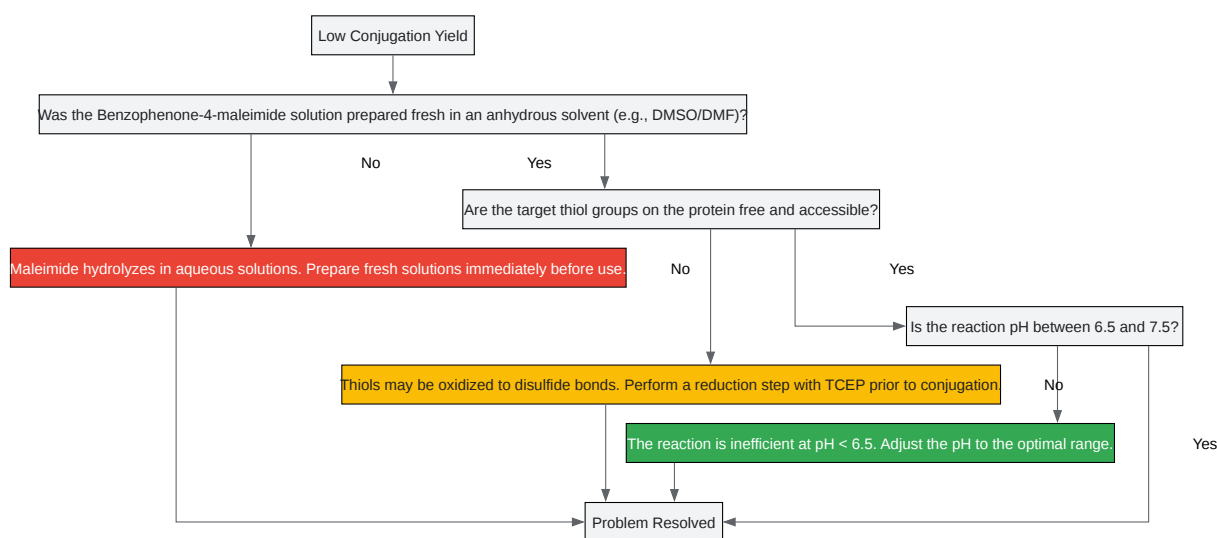 Low Conjugation Yield
Was the Benzophenone-4-maleimide solution prepared fresh in an anhydrous solvent (e.g., DMSO/DMF)?
No
Yes
Are the target thiol groups on the protein free and accessible?
Maleimide hydrolyzes in aqueous solutions. Prepare fresh solutions immediately before use.
No
Yes
Is the reaction pH between 6.5 and 7.5?
Thiols may be oxidized to disulfide bonds. Perform a reduction step with TCEP prior to conjugation.
No
The reaction is inefficient at pH < 6.5. Adjust the pH to the optimal range.
Yes
Problem Resolved